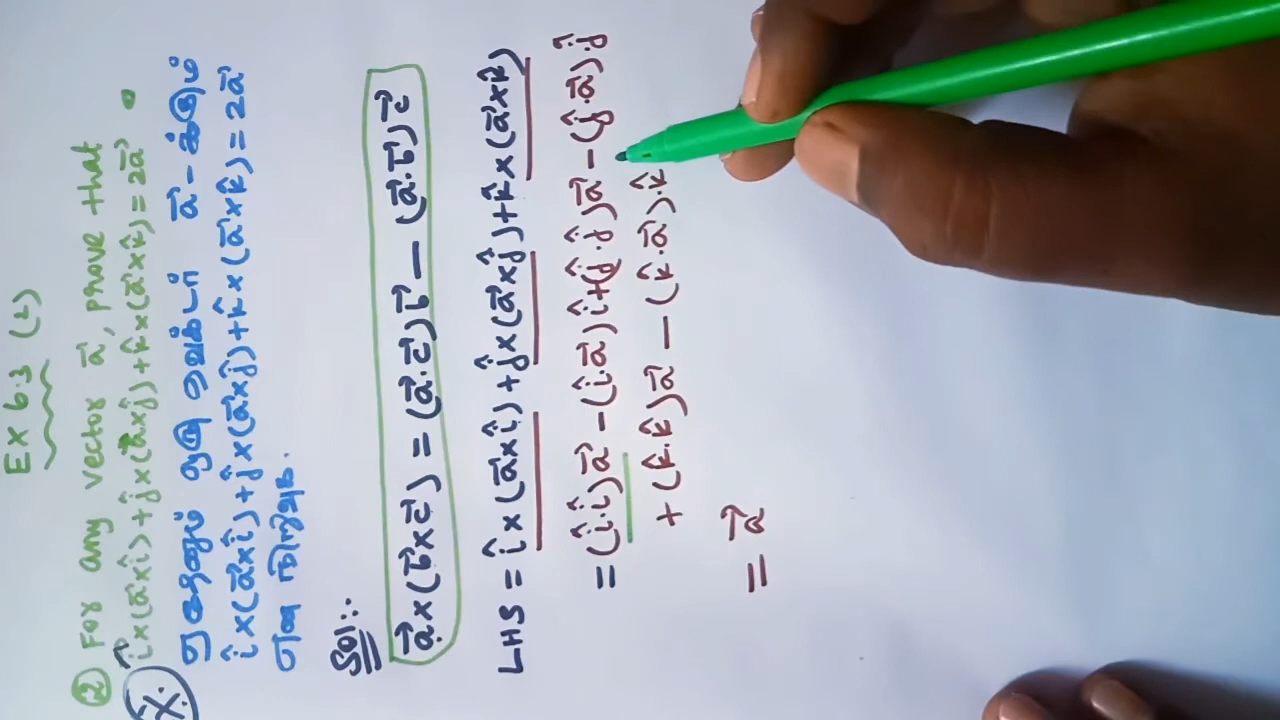 Ex 6.3 (2)
② For any vector a⃗, prove that
î×(a⃗×î)+ĵ×(a⃗×ĵ)+k̂×(a⃗×k̂)=2a⃗.
ஏதேனும் ஒரு வெக்டர் a⃗-க்கும்
î×(a⃗×î)+ĵ×(a⃗×ĵ)+k̂×(a⃗×k̂)=2a⃗
என நிறுவுக.
Sol:-
a⃗×(b⃗×c⃗)=(a⃗.c⃗)b⃗-(a⃗.b⃗)c⃗
LHS = î×(a⃗×î)+ĵ×(a⃗×ĵ)+k̂×(a⃗×k̂)
=(î.î)a⃗-(î.a⃗)î+(ĵ.ĵ)a⃗-(ĵ.a⃗).ĵ
+(k̂.k̂)a⃗-(k̂.a⃗).k̂
= a⃗